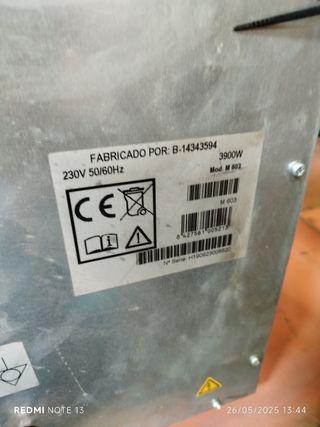 FABRICADO POR: B-14343594
230V 50/60Hz
3900W
Mod. M 603
M 603
CE
Nº Serie: H190925008630
REDMI NOTE 13
26/05/2025 13:44